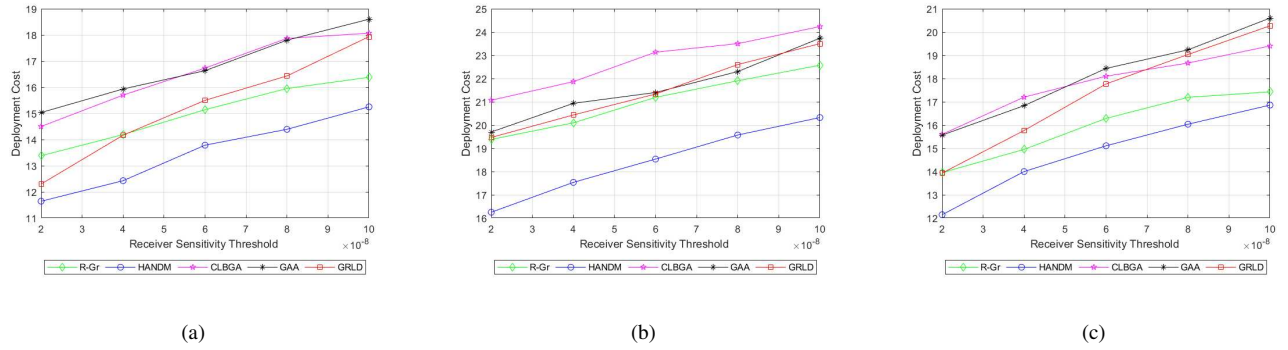 19
18
17
16
15
14
13
12
11
Deployment Cost
2 3 4 5 6 7 8 9 10
Receiver Sensitivity Threshold ×10⁻⁸
R-Gr HANDM CLBGA GAA GRLD
(a)
25
24
23
22
21
20
19
18
17
16
Deployment Cost
2 3 4 5 6 7 8 9 10
Receiver Sensitivity Threshold ×10⁻⁸
R-Gr HANDM CLBGA GAA GRLD
(b)
21
20
19
18
17
16
15
14
13
12
Deployment Cost
2 3 4 5 6 7 8 9 10
Receiver Sensitivity Threshold ×10⁻⁸
R-Gr HANDM CLBGA GAA GRLD
(c)